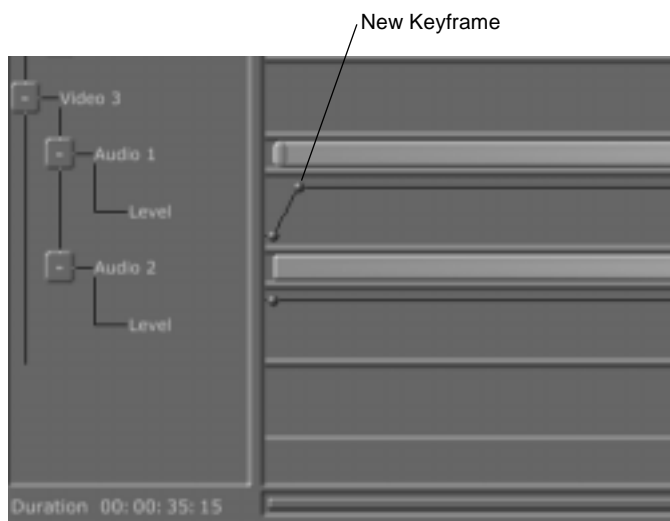 New Keyframe
Video 3
Audio 1
Level
Audio 2
Level
Duration 00:00:35:15